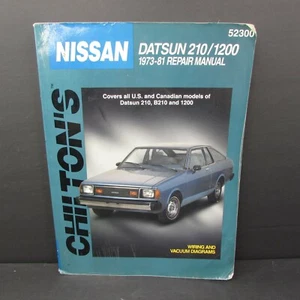 52300
NISSAN
DATSUN 210/1200
1973-81 REPAIR MANUAL
Covers all U.S. and Canadian models of
Datsun 210, B210 and 1200
CHILTON'S
WIRING AND
VACUUM DIAGRAMS